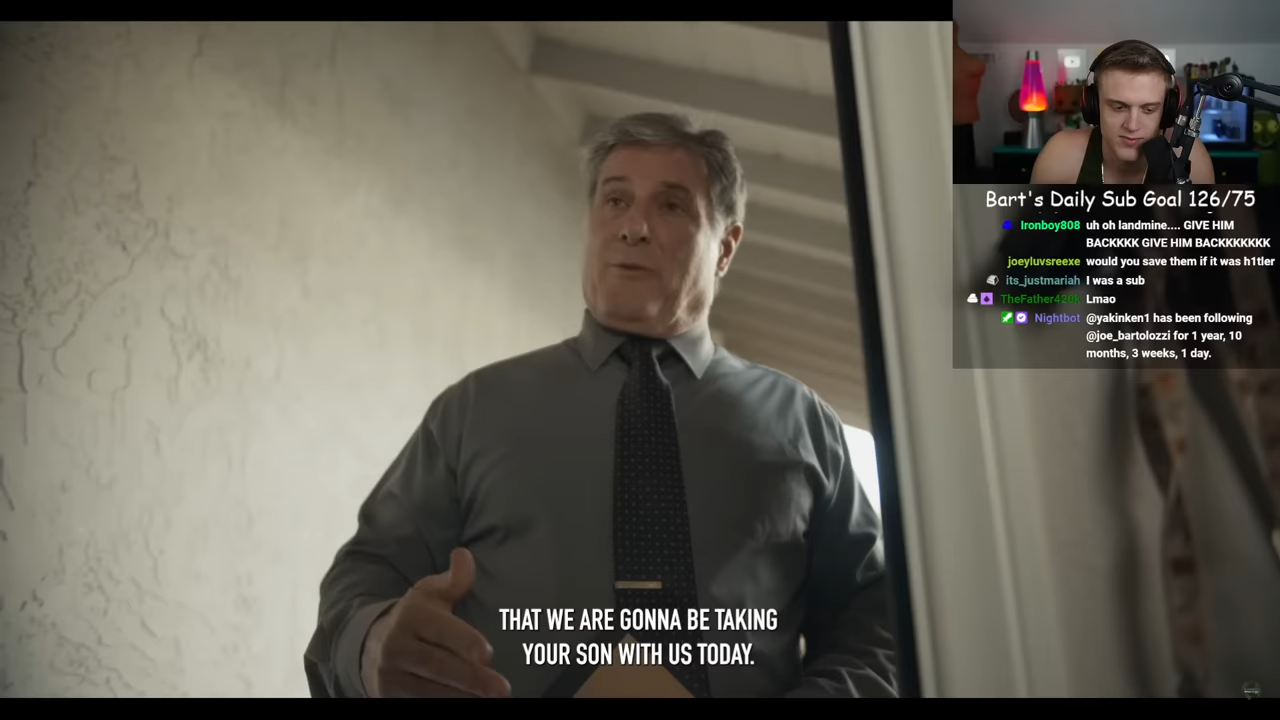 Bart's Daily Sub Goal 126/75
Ironboy808 uh oh landmine.... GIVE HIM
BACKKKK GIVE HIM BACKKKKKKK
joeyluvsreexe would you save them if it was h1tler
its_justmariah I was a sub
TheFather420k Lmao
Nightbot @yakinken1 has been following
@joe_bartolozzi for 1 year, 10
months, 3 weeks, 1 day.
THAT WE ARE GONNA BE TAKING
YOUR SON WITH US TODAY.